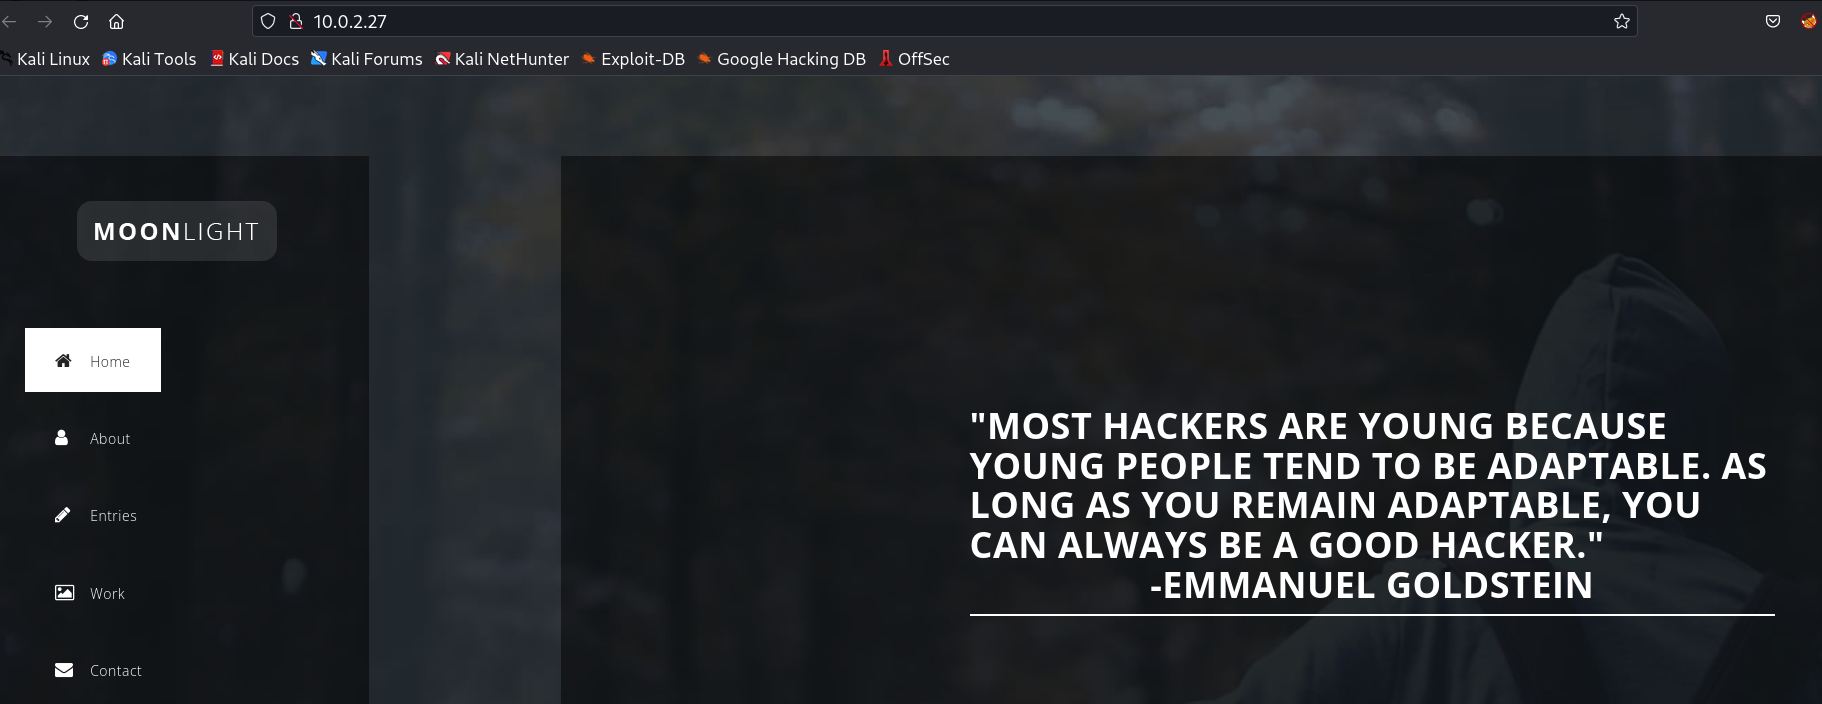 10.0.2.27
Kali Linux Kali Tools Kali Docs Kali Forums Kali NetHunter Exploit-DB Google Hacking DB OffSec
MOONLIGHT
Home
About
Entries
Work
Contact
"MOST HACKERS ARE YOUNG BECAUSE
YOUNG PEOPLE TEND TO BE ADAPTABLE. AS
LONG AS YOU REMAIN ADAPTABLE, YOU
CAN ALWAYS BE A GOOD HACKER."
-EMMANUEL GOLDSTEIN